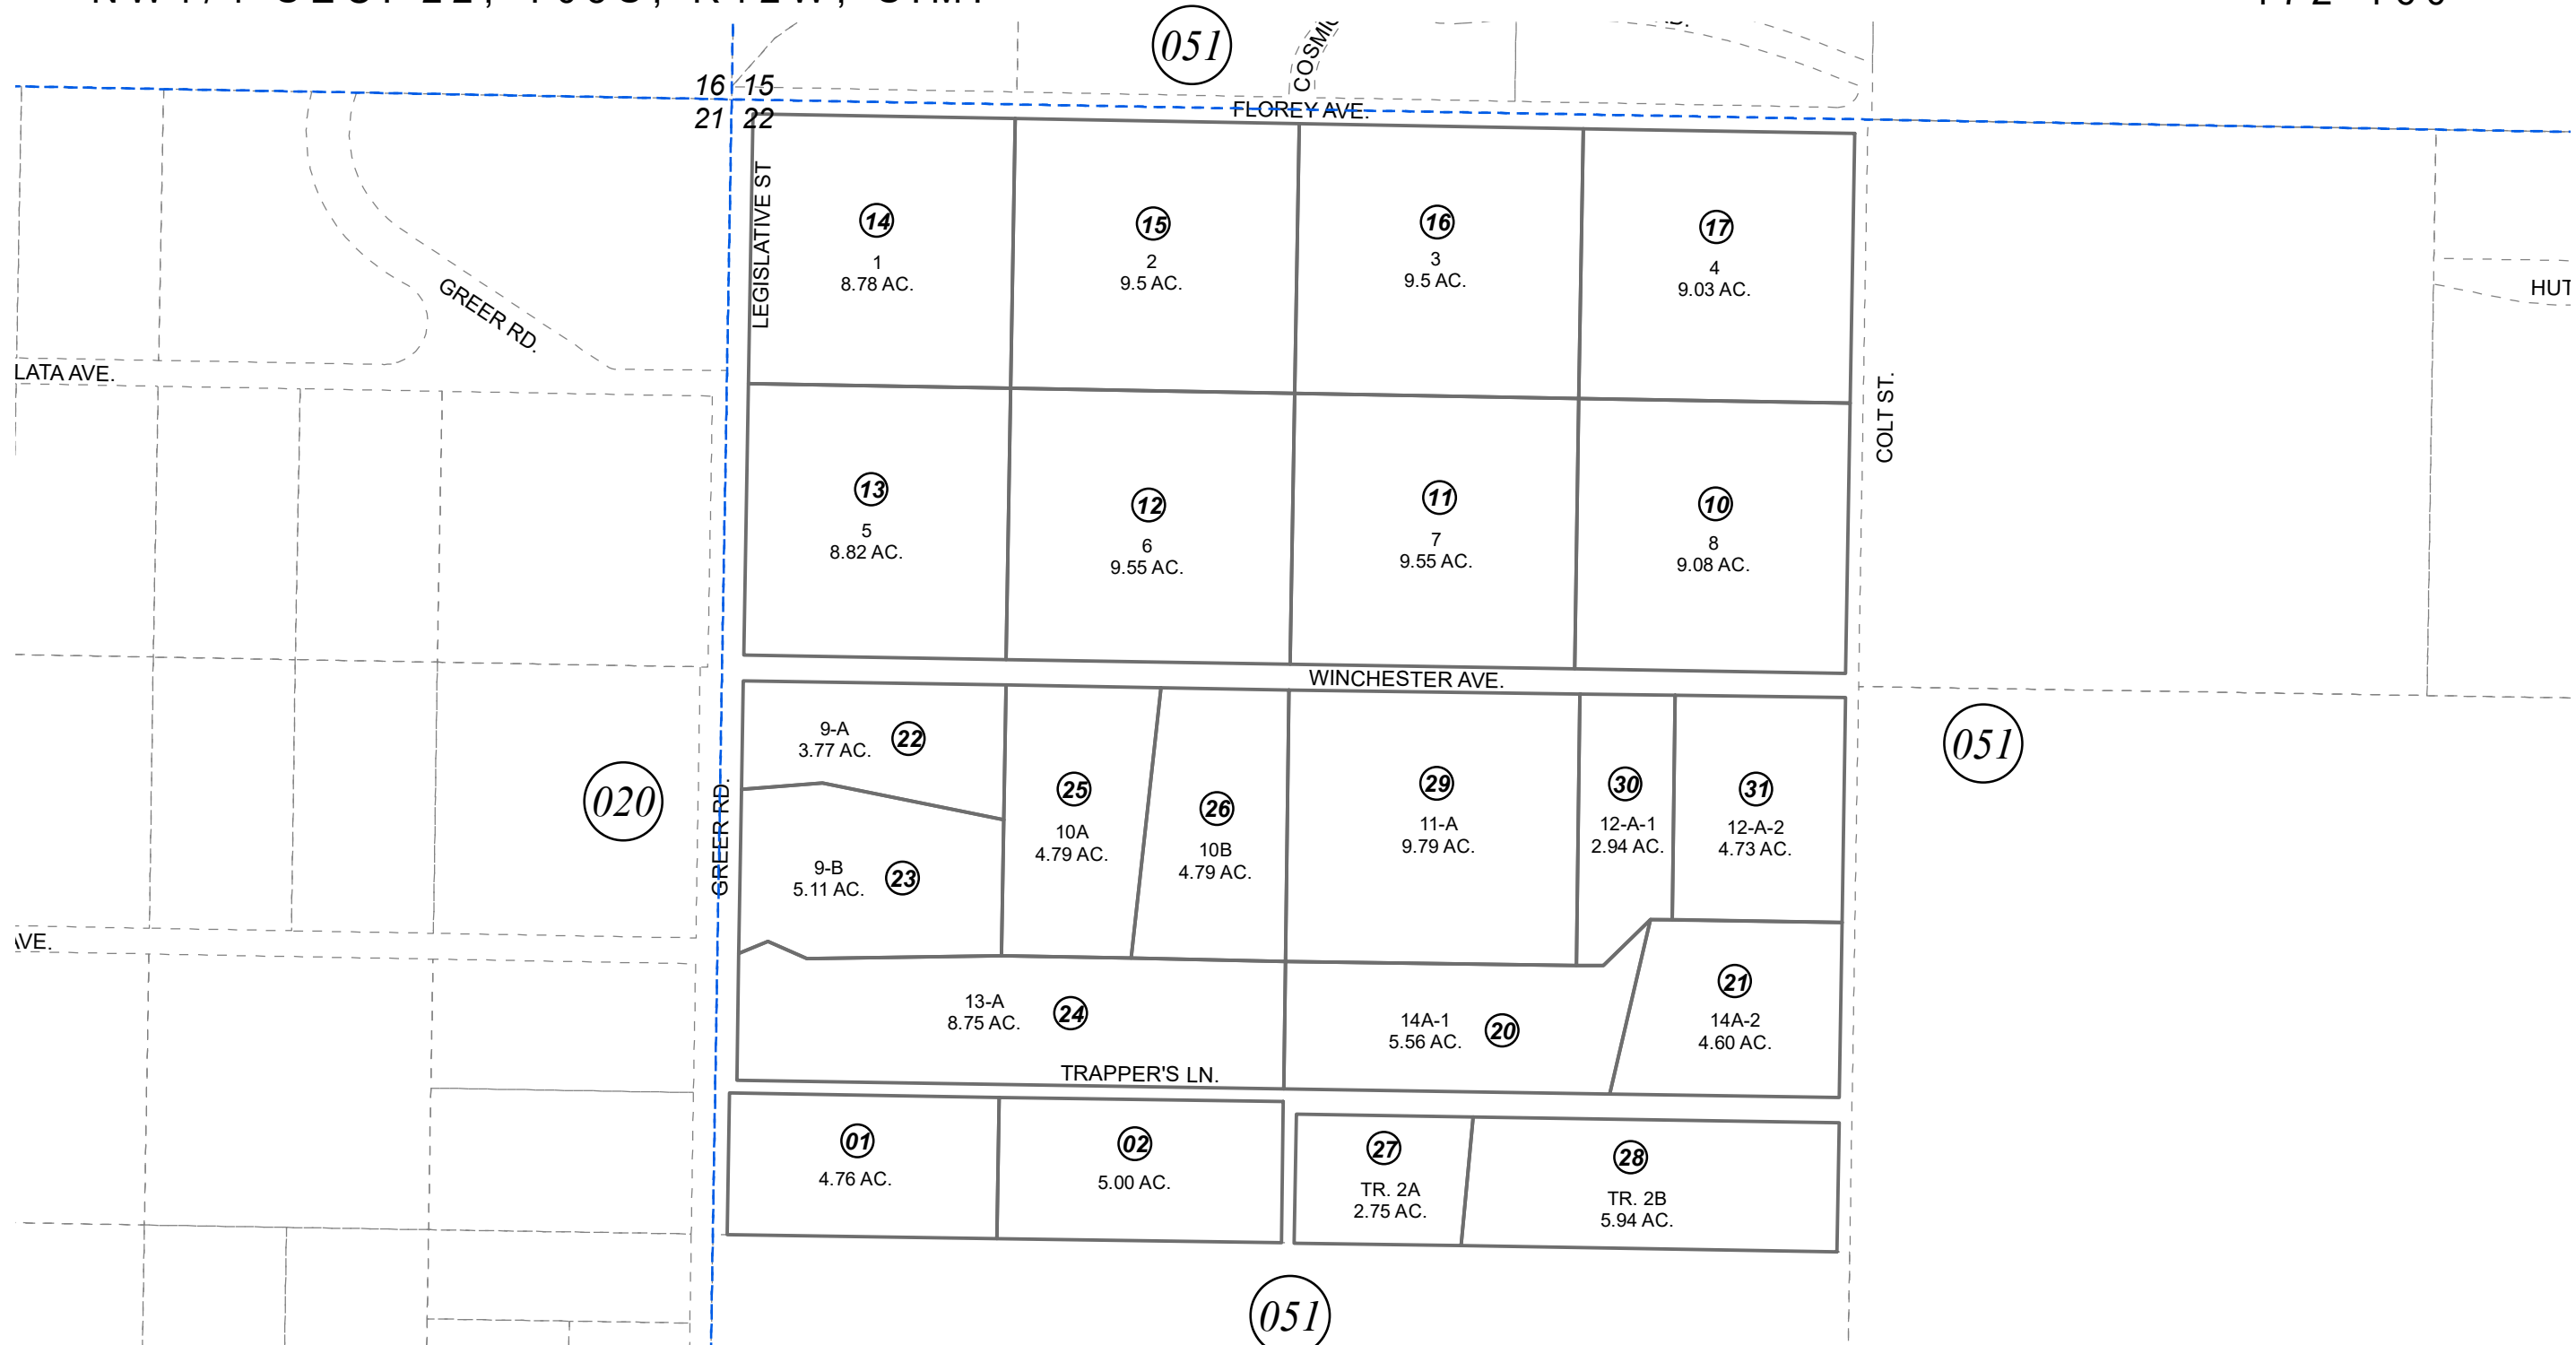 051
COSMIC
16 15
21 22
FLOREY AVE.
LEGISLATIVE ST
14
1
8.78 AC.
15
2
9.5 AC.
16
3
9.5 AC.
17
4
9.03 AC.
GREER RD.
HUT
LATA AVE.
COLT ST.
13
5
8.82 AC.
12
6
9.55 AC.
11
7
9.55 AC.
10
8
9.08 AC.
WINCHESTER AVE.
9-A
3.77 AC.
22
020
GREER RD.
9-B
5.11 AC.
23
25
10A
4.79 AC.
26
10B
4.79 AC.
29
11-A
9.79 AC.
30
12-A-1
2.94 AC.
31
12-A-2
4.73 AC.
051
AVE.
13-A
8.75 AC.
24
14A-1
5.56 AC.
20
21
14A-2
4.60 AC.
TRAPPER'S LN.
01
4.76 AC.
02
5.00 AC.
27
TR. 2A
2.75 AC.
28
TR. 2B
5.94 AC.
051